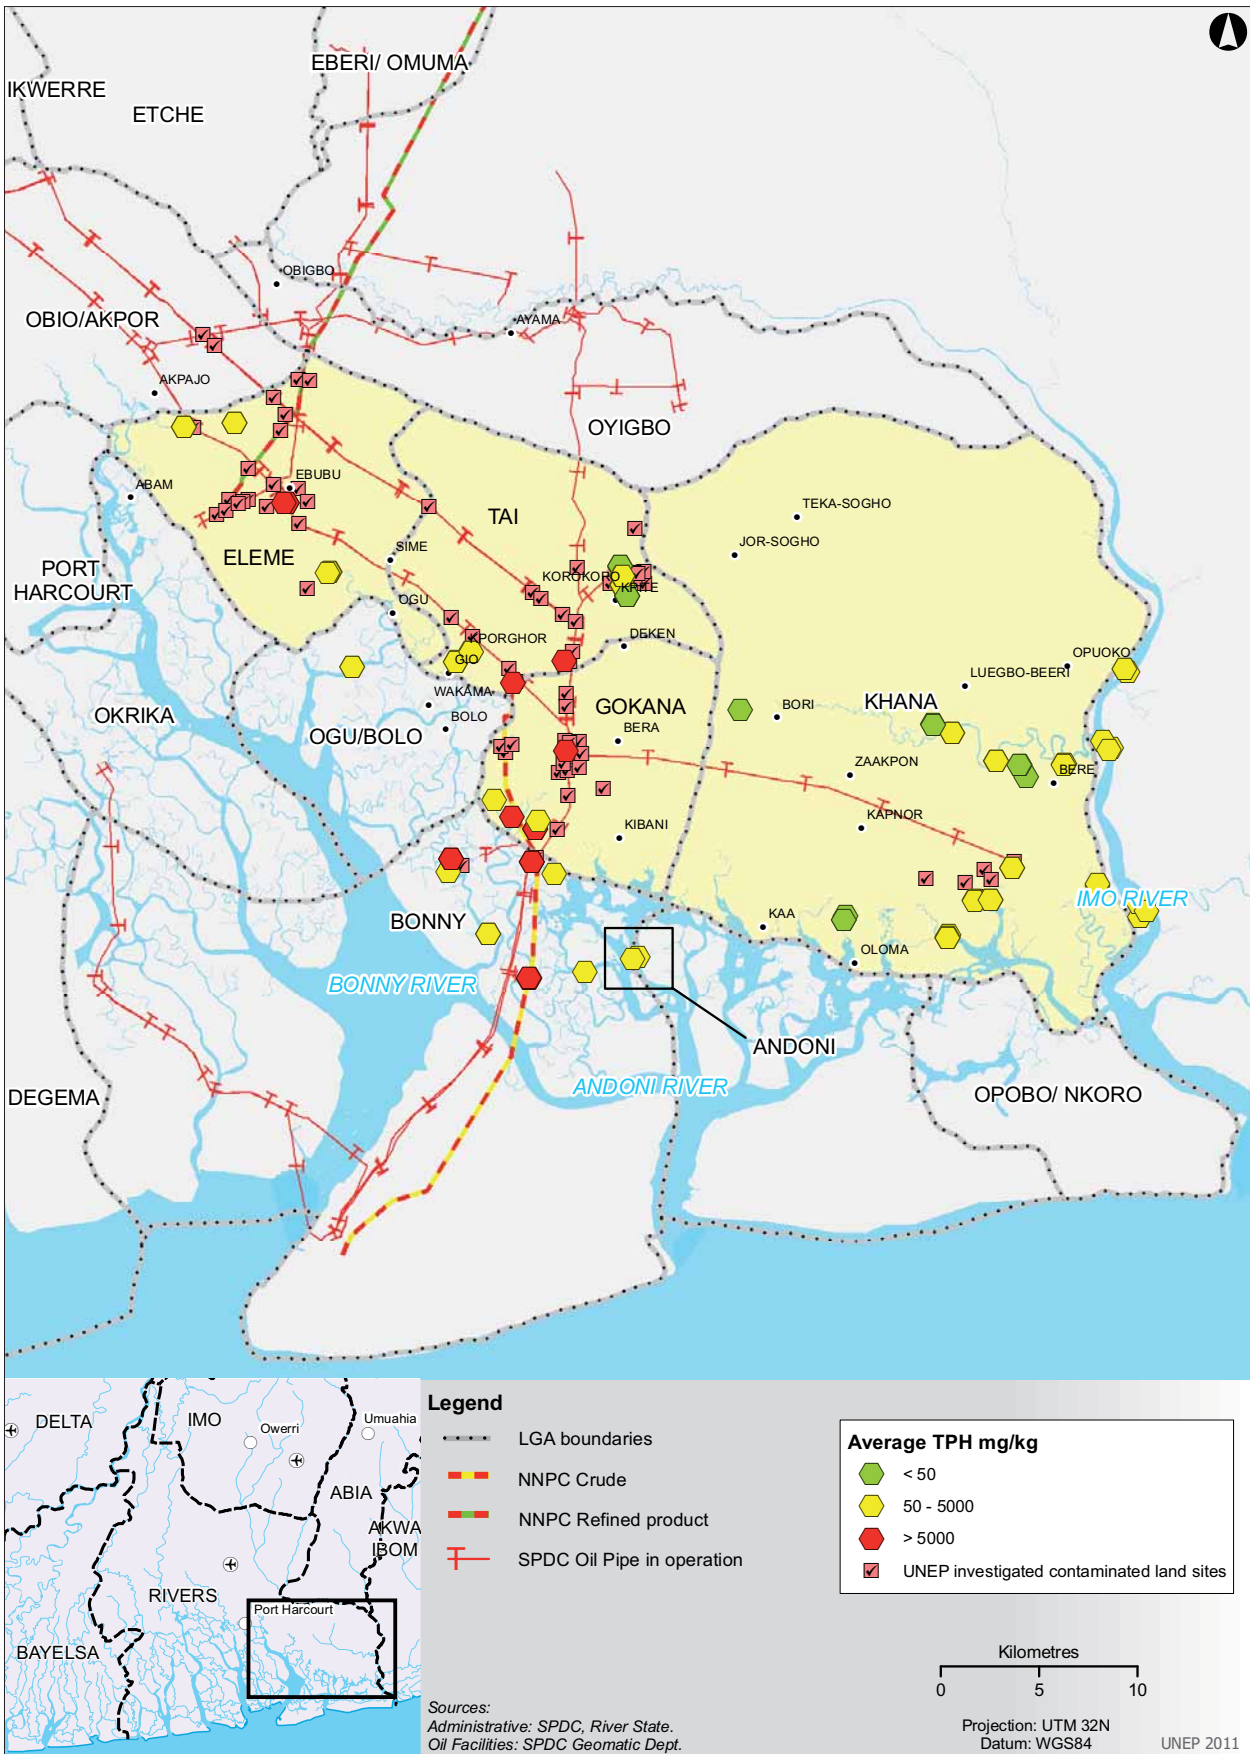 EBERI/ OMUMA
IKWERRE
ETCHE
OBIGBO
OBIO/AKPOR
AYAMA
AKPAJO
OYIGBO
EBUBU
ABAM
TEKA-SOGHO
TAI
JOR-SOGHO
SIME
ELEME
PORT
HARCOURT
KOROKORO
KPITE
OGU
DEKEN
KPORGHOR
GIO
OPUOKO
LUEGBO-BEERI
WAKAMA
KHANA
BORI
GOKANA
OKRIKA
BOLO
OGU/BOLO
BERA
ZAAKPON
BERE
KAPNOR
KIBANI
IMO RIVER
BONNY
KAA
OLOMA
BONNY RIVER
ANDONI
ANDONI RIVER
DEGEMA
OPOBO/ NKORO
DELTA
IMO
Owerri
Umuahia
ABIA
AKWA
IBOM
RIVERS
Port Harcourt
BAYELSA
Legend
LGA boundaries
NNPC Crude
NNPC Refined product
SPDC Oil Pipe in operation
Average TPH mg/kg
< 50
50 - 5000
> 5000
UNEP investigated contaminated land sites
Kilometres
0 5 10
Sources:
Administrative: SPDC, River State.
Oil Facilities: SPDC Geomatic Dept.
Projection: UTM 32N
Datum: WGS84
UNEP 2011